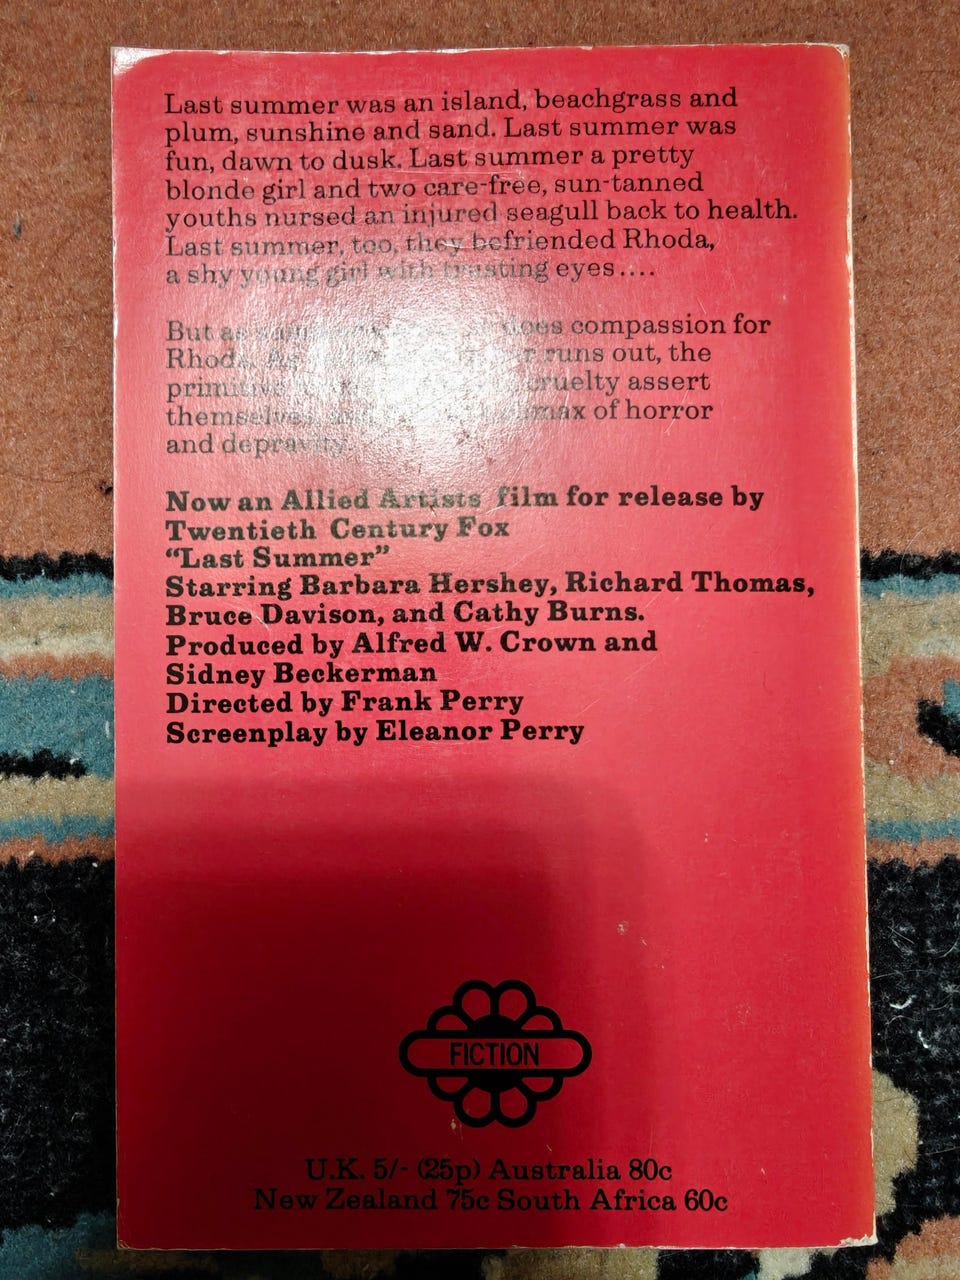 Last summer was an island, beachgrass and
plum, sunshine and sand. Last summer was
fun, dawn to dusk. Last summer a pretty
blonde girl and two care-free, sun-tanned
youths nursed an injured seagull back to health.
Last summer, too, they befriended Rhoda,
a shy young girl with trusting eyes....
But as does compassion for
Rhoda. runs out, the
primitive cruelty assert
themselves climax of horror
and depravity.
Now an Allied Artists film for release by
Twentieth Century Fox
“Last Summer”
Starring Barbara Hershey, Richard Thomas,
Bruce Davison, and Cathy Burns.
Produced by Alfred W. Crown and
Sidney Beckerman
Directed by Frank Perry
Screenplay by Eleanor Perry
FICTION
U.K. 5/- (25p) Australia 80c
New Zealand 75c South Africa 60c